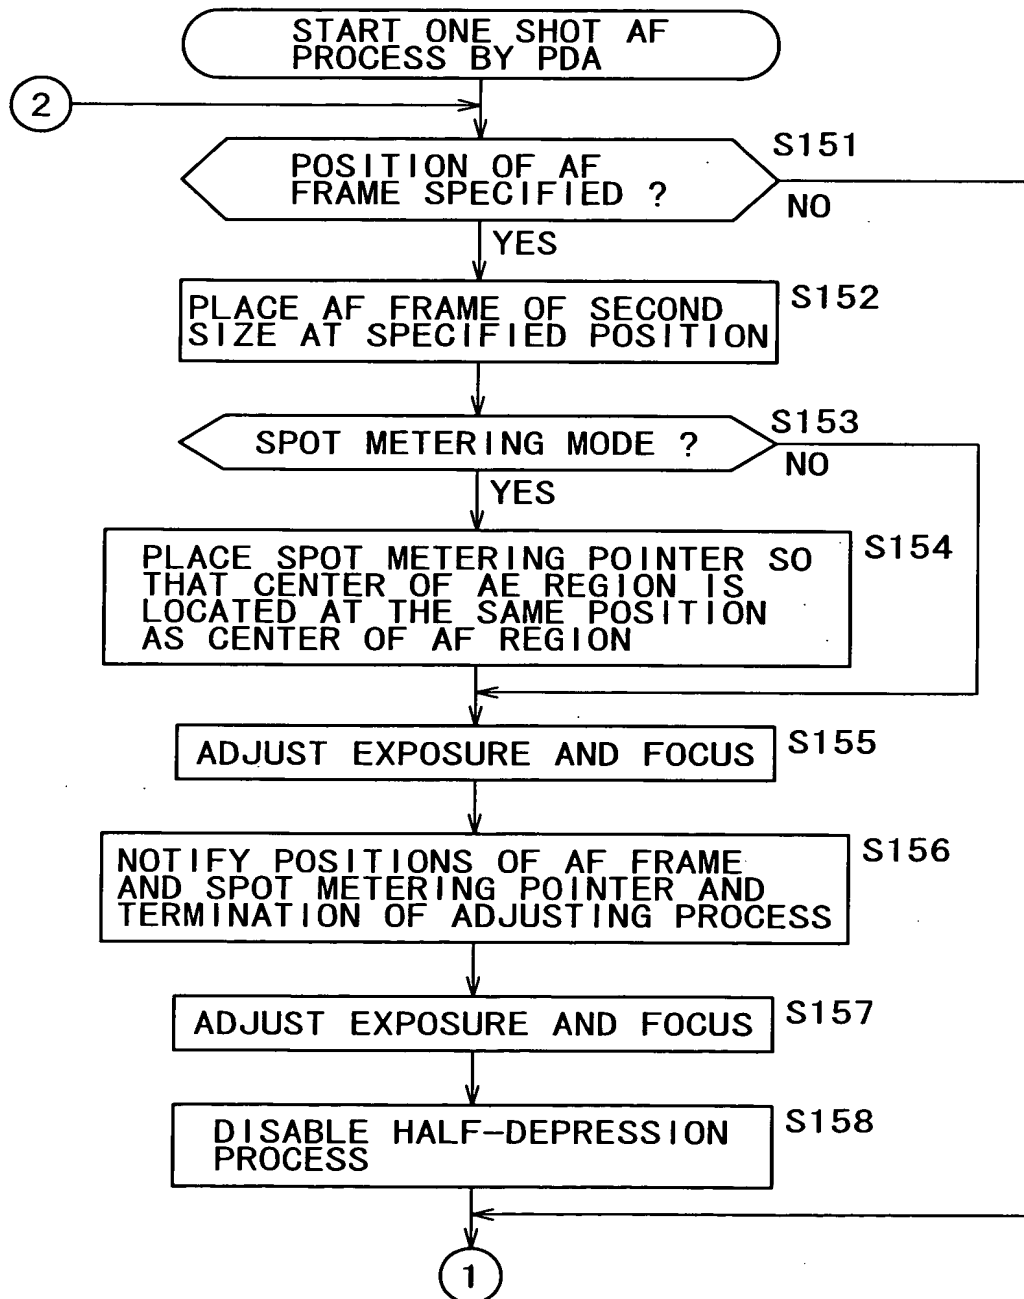 START ONE SHOT AF
PROCESS BY PDA
2
POSITION OF AF
FRAME SPECIFIED ?
S151
NO
YES
PLACE AF FRAME OF SECOND
SIZE AT SPECIFIED POSITION
S152
SPOT METERING MODE ?
S153
NO
YES
PLACE SPOT METERING POINTER SO
THAT CENTER OF AE REGION IS
LOCATED AT THE SAME POSITION
AS CENTER OF AF REGION
S154
ADJUST EXPOSURE AND FOCUS
S155
NOTIFY POSITIONS OF AF FRAME
AND SPOT METERING POINTER AND
TERMINATION OF ADJUSTING PROCESS
S156
ADJUST EXPOSURE AND FOCUS
S157
DISABLE HALF-DEPRESSION
PROCESS
S158
1